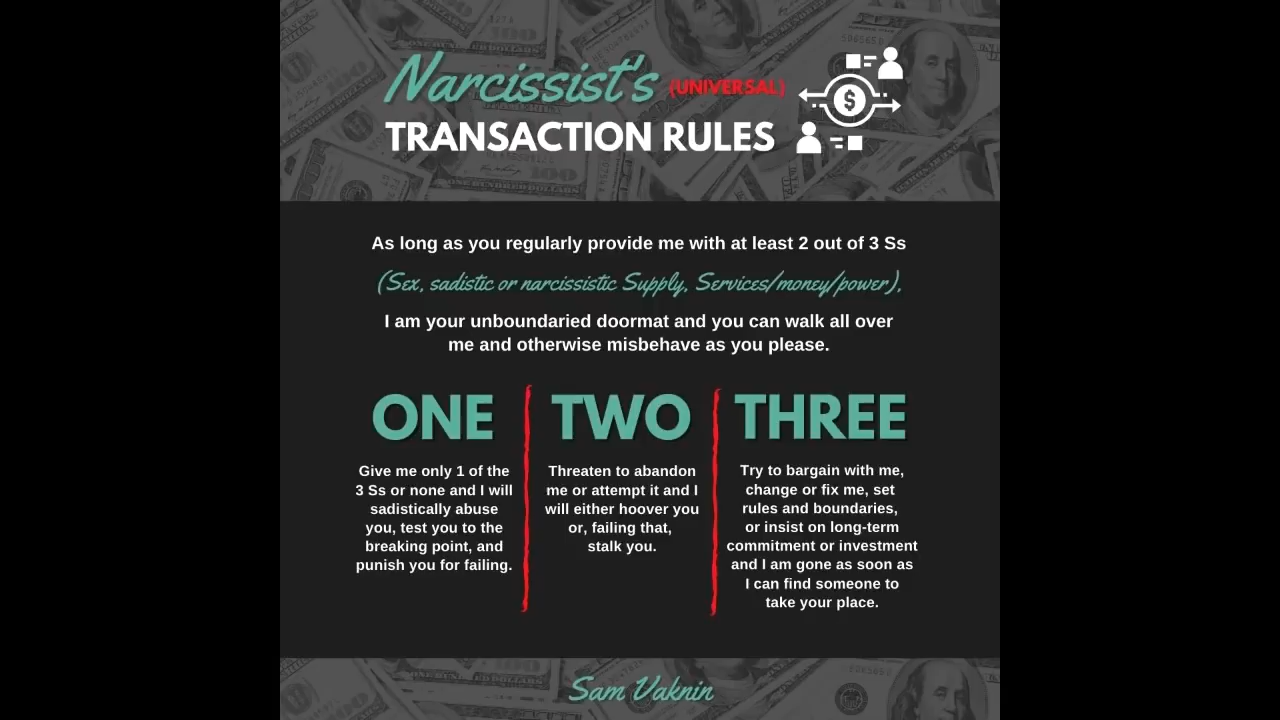 Narcissist's (UNIVERSAL)
TRANSACTION RULES
As long as you regularly provide me with at least 2 out of 3 Ss
(Sex, sadistic or narcissistic Supply, Services/money/power),
I am your unboundaried doormat and you can walk all over
me and otherwise misbehave as you please.
ONE
Give me only 1 of the
3 Ss or none and I will
sadistically abuse
you, test you to the
breaking point, and
punish you for failing.
TWO
Threaten to abandon
me or attempt it and I
will either hoover you
or, failing that,
stalk you.
THREE
Try to bargain with me,
change or fix me, set
rules and boundaries,
or insist on long-term
commitment or investment
and I am gone as soon as
I can find someone to
take your place.
Sam Vaknin